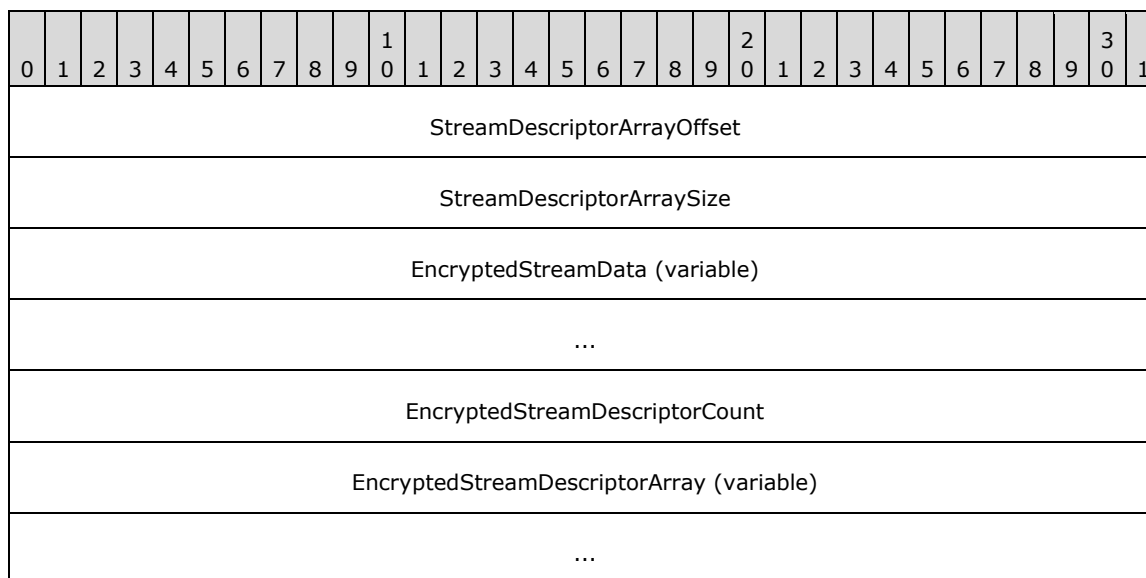 1 2 3
0 1 2 3 4 5 6 7 8 9 0 1 2 3 4 5 6 7 8 9 0 1 2 3 4 5 6 7 8 9 0 1
StreamDescriptorArrayOffset
StreamDescriptorArraySize
EncryptedStreamData (variable)
...
EncryptedStreamDescriptorCount
EncryptedStreamDescriptorArray (variable)
...